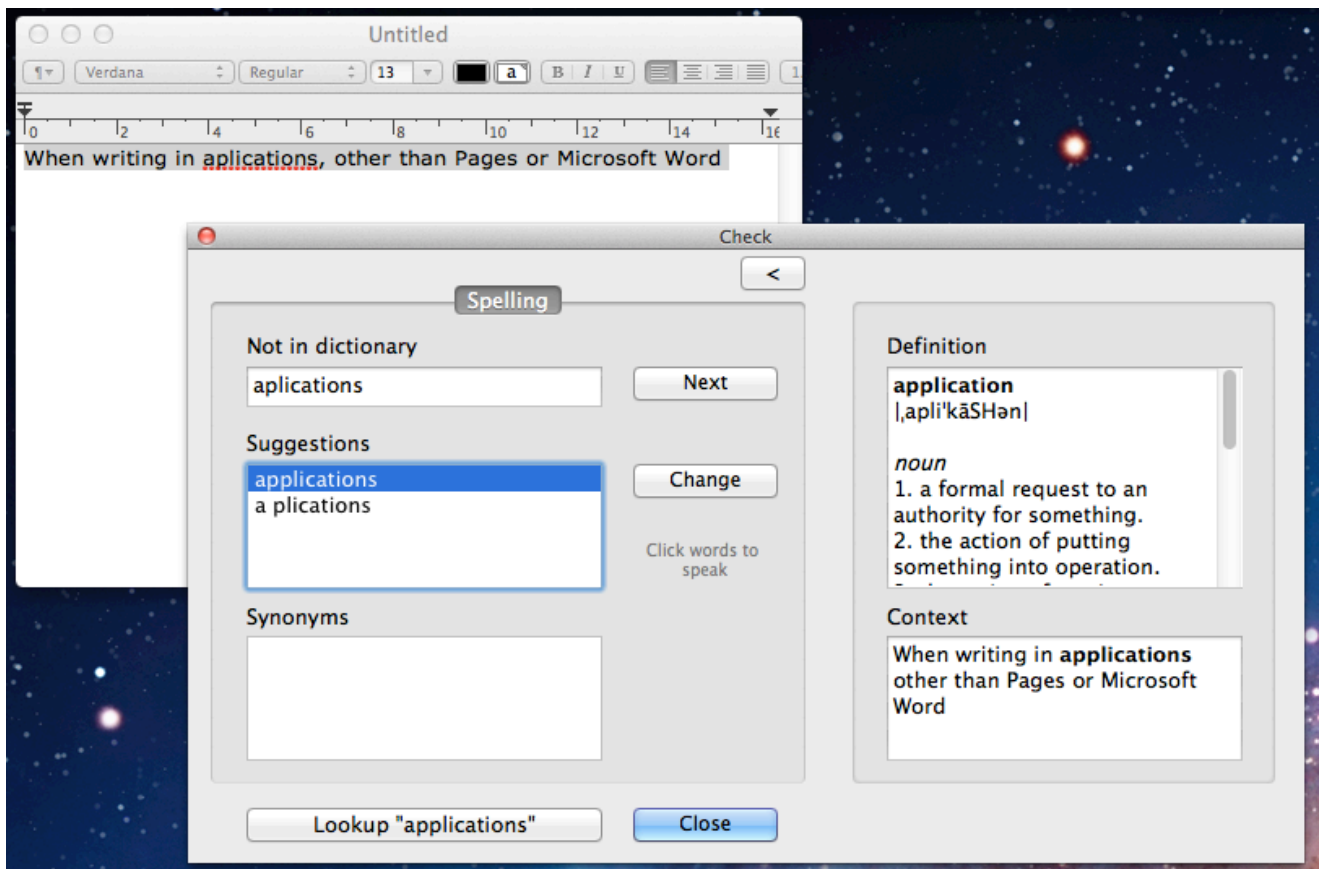 Untitled
¶ Verdana Regular 13 a B I U 1
0 2 4 6 8 10 12 14 16
When writing in aplications, other than Pages or Microsoft Word
Check
<
Spelling
Not in dictionary
aplications
Next
Suggestions
applications
a plications
Change
Click words to
speak
Synonyms
Lookup "applications"
Close
Definition
application
|ˌapliˈkāSHən|
noun
1. a formal request to an
authority for something.
2. the action of putting
something into operation.
Context
When writing in applications
other than Pages or Microsoft
Word